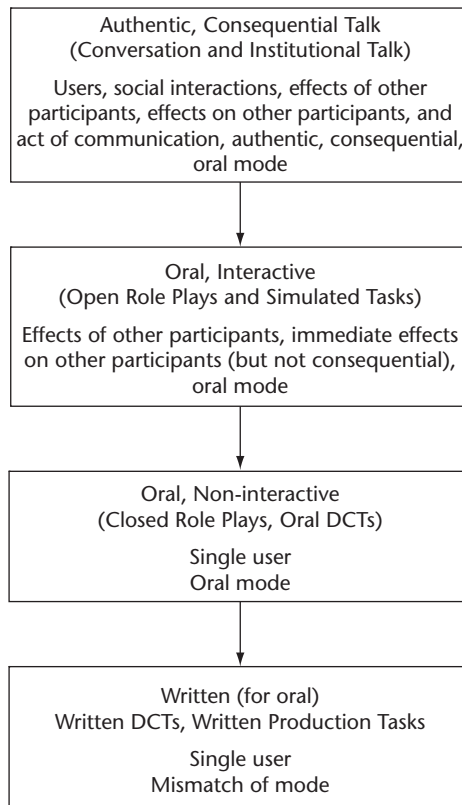 Authentic, Consequential Talk
(Conversation and Institutional Talk)
Users, social interactions, effects of other
participants, effects on other participants, and
act of communication, authentic, consequential,
oral mode
Oral, Interactive
(Open Role Plays and Simulated Tasks)
Effects of other participants, immediate effects
on other participants (but not consequential),
oral mode
Oral, Non-interactive
(Closed Role Plays, Oral DCTs)
Single user
Oral mode
Written (for oral)
Written DCTs, Written Production Tasks
Single user
Mismatch of mode